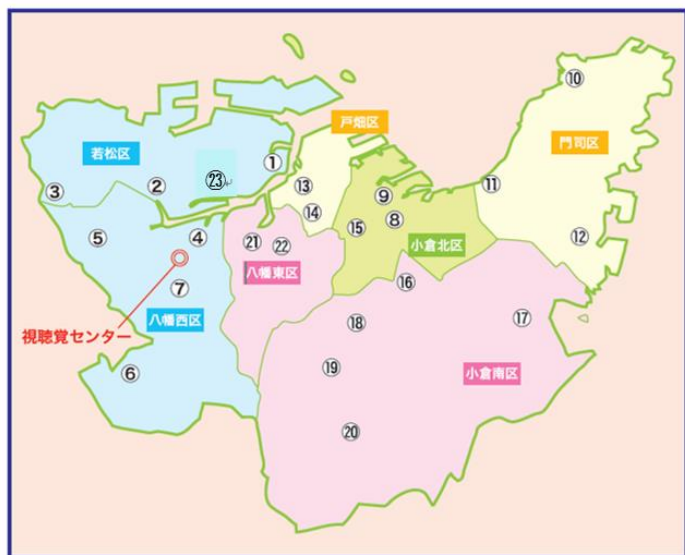 ⑩
戸畑区
門司区
若松区
①
⑬
⑪
③
②
㉓
⑨
⑭
⑧
⑮
⑫
⑤
④
㉑
㉒
小倉北区
八幡東区
⑯
⑦
八幡西区
視聴覚センター
⑰
⑱
⑲
小倉南区
⑥
⑳